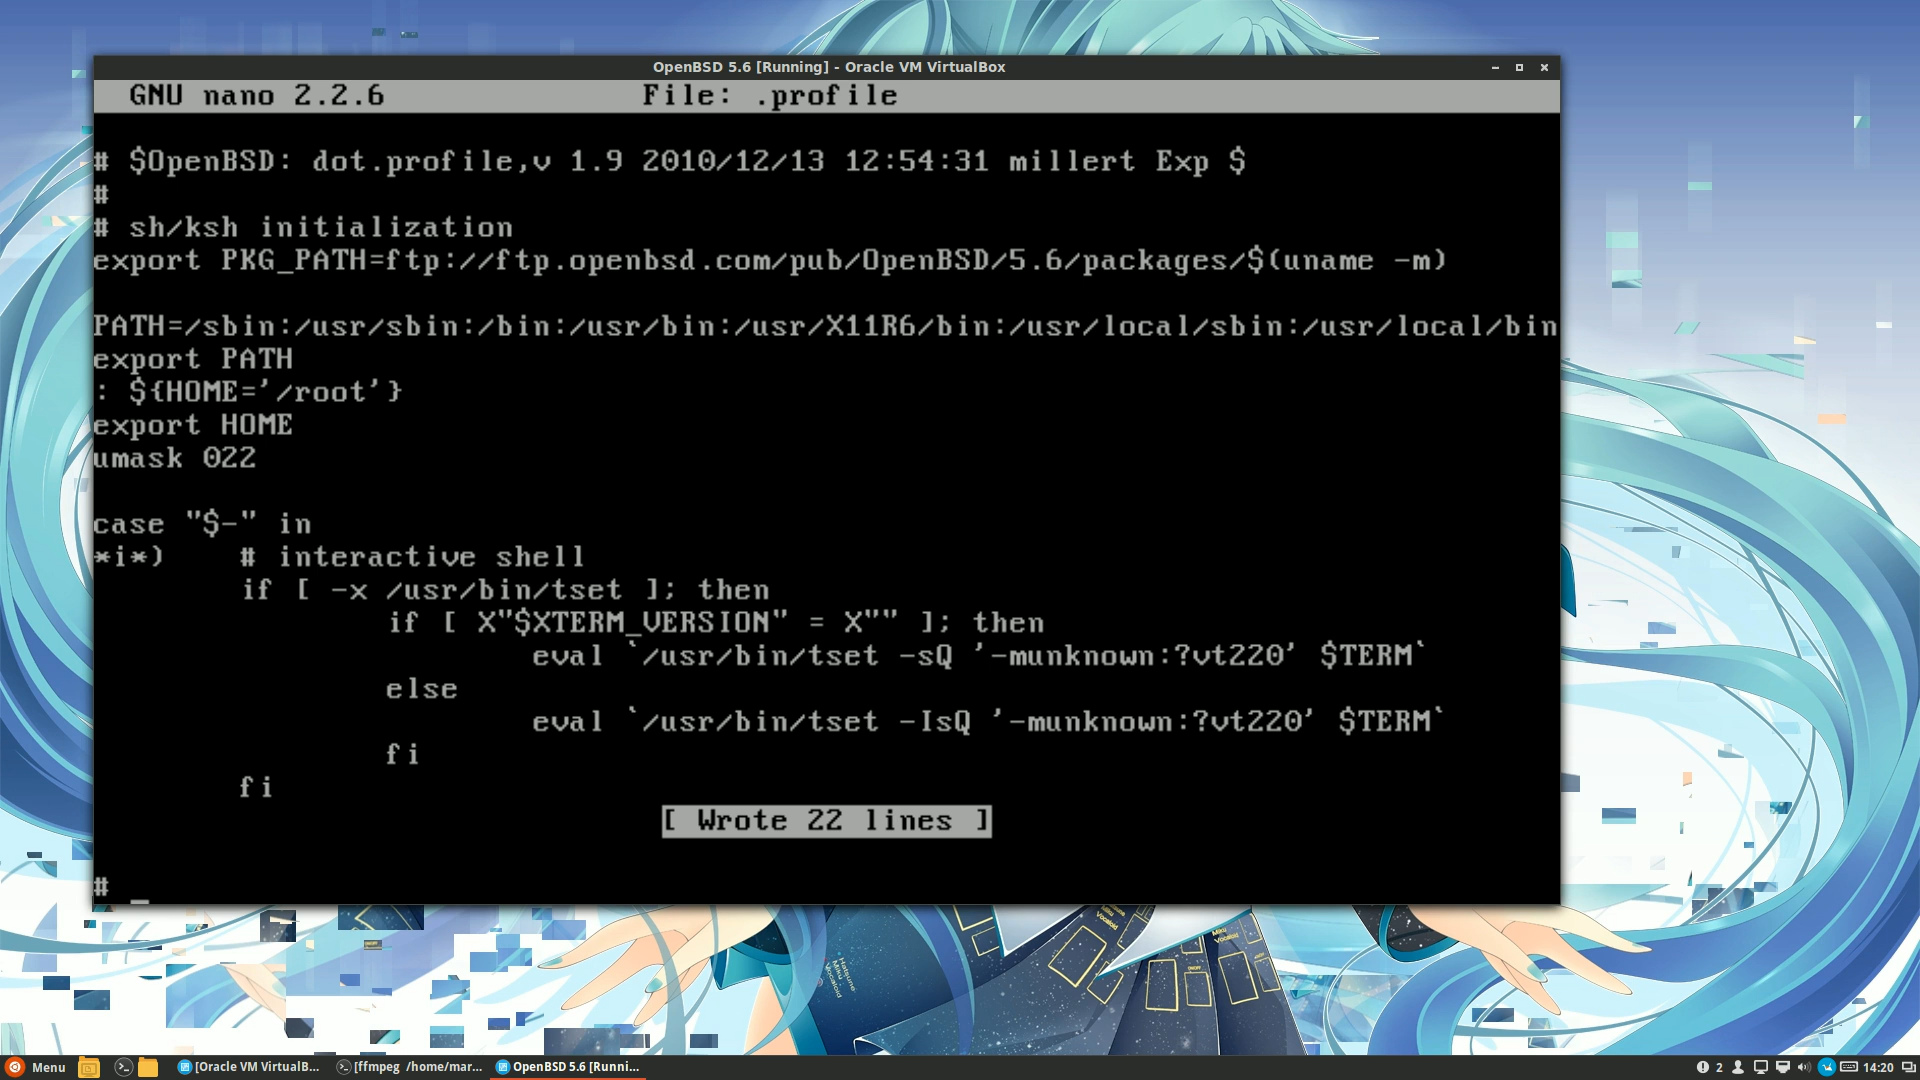 OpenBSD 5.6 [Running] - Oracle VM VirtualBox
GNU nano 2.2.6 File: .profile
# $OpenBSD: dot.profile,v 1.9 2010/12/13 12:54:31 millert Exp $
#
# sh/ksh initialization
export PKG_PATH=ftp://ftp.openbsd.com/pub/OpenBSD/5.6/packages/$(uname -m)
PATH=/sbin:/usr/sbin:/bin:/usr/bin:/usr/X11R6/bin:/usr/local/sbin:/usr/local/bin
export PATH
: ${HOME='/root'}
export HOME
umask 022
case "$-" in
*i*) # interactive shell
if [ -x /usr/bin/tset ]; then
if [ X"$XTERM_VERSION" = X"" ]; then
eval `/usr/bin/tset -sQ '-munknown:?vt220' $TERM`
else
eval `/usr/bin/tset -IsQ '-munknown:?vt220' $TERM`
fi
fi
[ Wrote 22 lines ]
#
Miku Vocaloid
Hatsune Miku Vocaloid
Menu [Oracle VM VirtualB... [ffmpeg /home/mar... OpenBSD 5.6 [Runni... 2 14:20